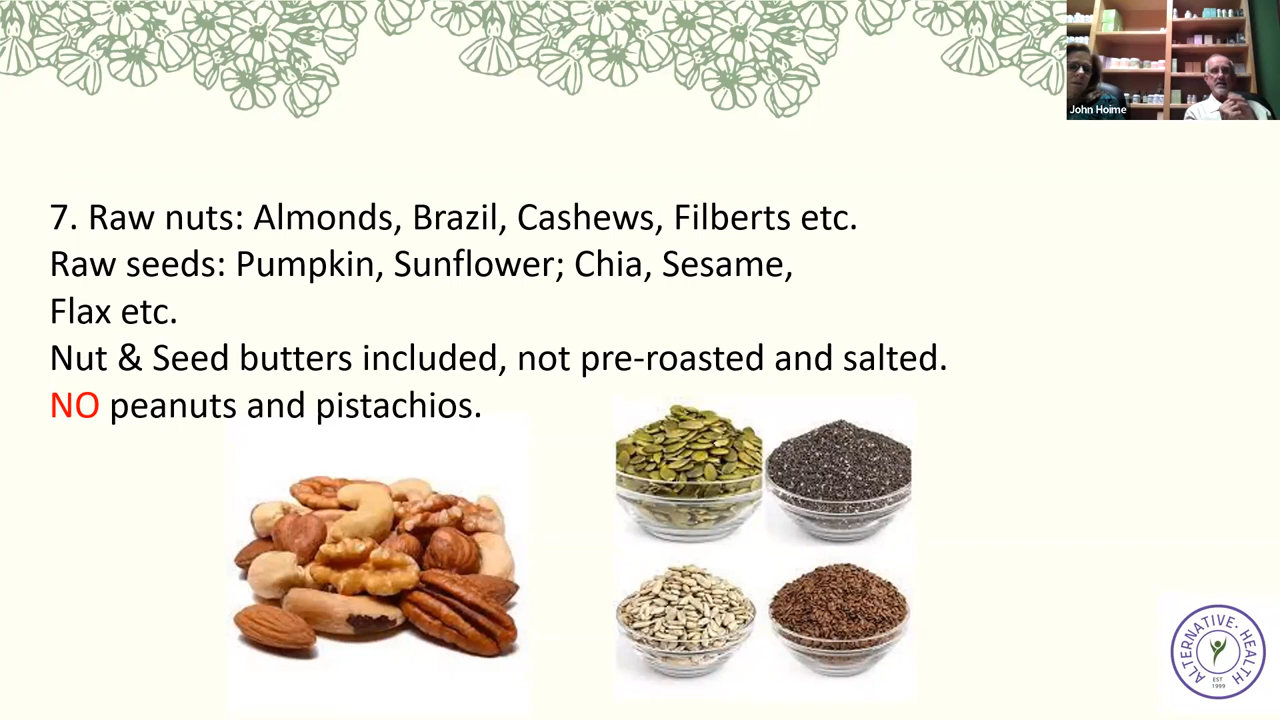 John Hoime
7. Raw nuts: Almonds, Brazil, Cashews, Filberts etc.
Raw seeds: Pumpkin, Sunflower; Chia, Sesame,
Flax etc.
Nut & Seed butters included, not pre-roasted and salted.
NO peanuts and pistachios.
ALTERNATIVE· HEALTH
EST
1999